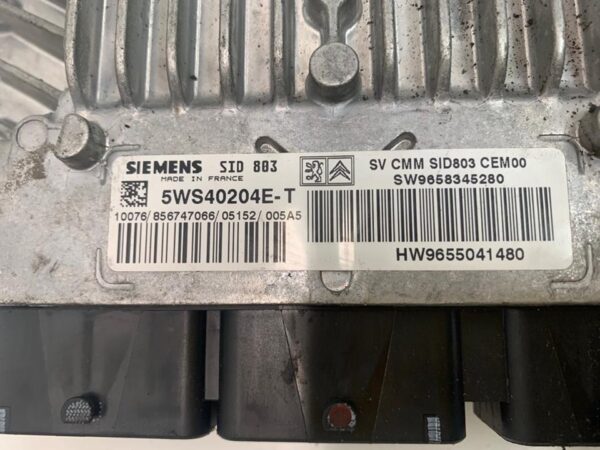 SIEMENS SID 803
MADE IN FRANCE
5WS40204E-T
10076/856747066/05152/005A5
SV CMM SID803 CEM00
SW9658345280
HW9655041480